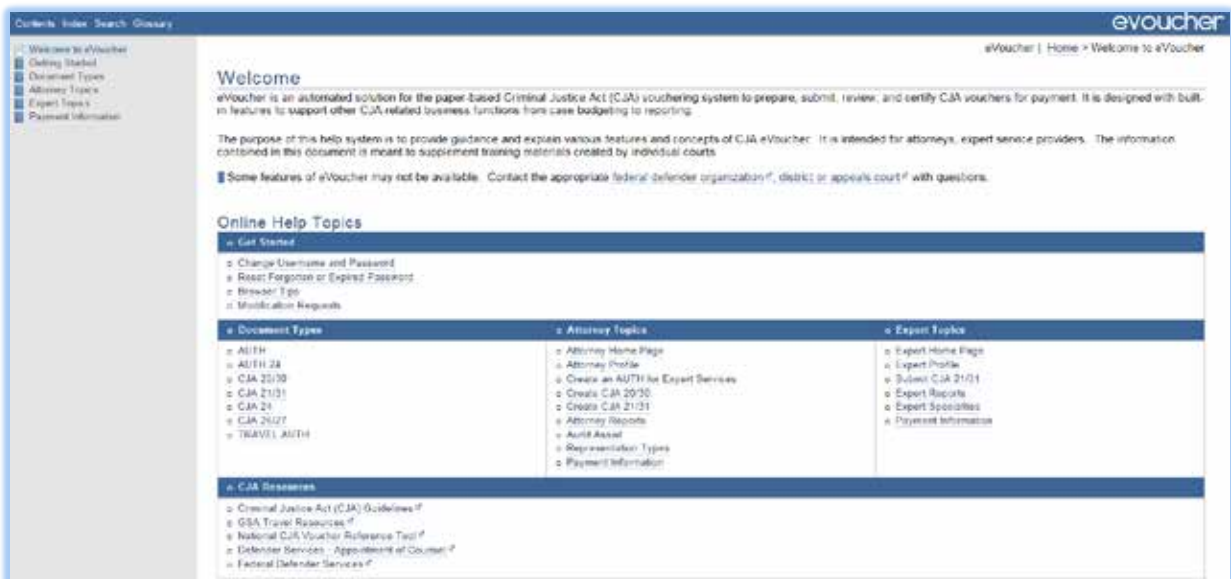 Contents Index Search Glossary
evoucher
eVoucher | Home > Welcome to eVoucher
Welcome to eVoucher
Getting Started
Document Types
Attorney Topics
Expert Topics
Payment Information
Welcome
eVoucher is an automated solution for the paper-based Criminal Justice Act (CJA) vouchering system to prepare, submit, review, and certify CJA vouchers for payment. It is designed with built-
in features to support other CJA related business functions from case budgeting to reporting.
The purpose of this help system is to provide guidance and explain various features and concepts of CJA eVoucher. It is intended for attorneys, expert service providers. The information
contained in this document is meant to supplement training materials created by individual courts.
Some features of eVoucher may not be available. Contact the appropriate federal defender organization, district or appeals court with questions.
Online Help Topics
Get Started
Change Username and Password
Reset Forgotten or Expired Password
Browser Tips
Modification Requests
Document Types
AUTH
AUTH 24
CJA 20/30
CJA 21/31
CJA 24
CJA 26/27
TRAVEL AUTH
Attorney Topics
Attorney Home Page
Attorney Profile
Create an AUTH for Expert Services
Create CJA 20/30
Create CJA 21/31
Attorney Reports
Audit Assist
Representation Types
Payment Information
Expert Topics
Expert Home Page
Expert Profile
Submit CJA 21/31
Expert Reports
Expert Specialties
Payment Information
CJA Resources
Criminal Justice Act (CJA) Guidelines
GSA Travel Resources
National CJA Voucher Reference Tool
Defender Services - Appointment of Counsel
Federal Defender Services